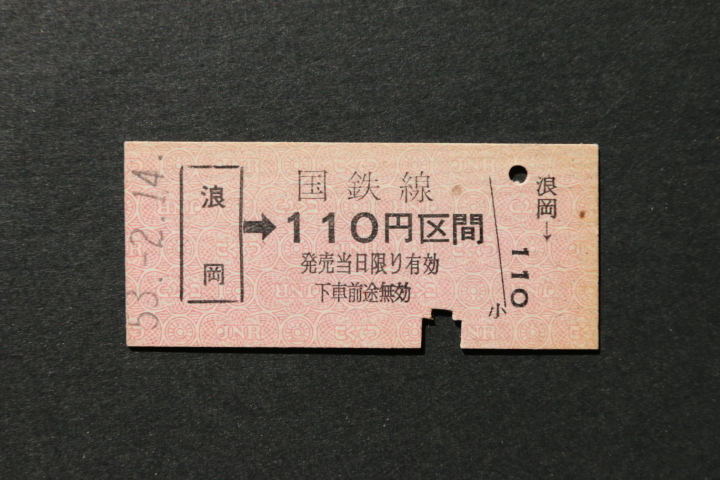 53.-2.14.
浪岡
国鉄線
➡110円区間
発売当日限り有効
下車前途無効
浪岡→
110
小